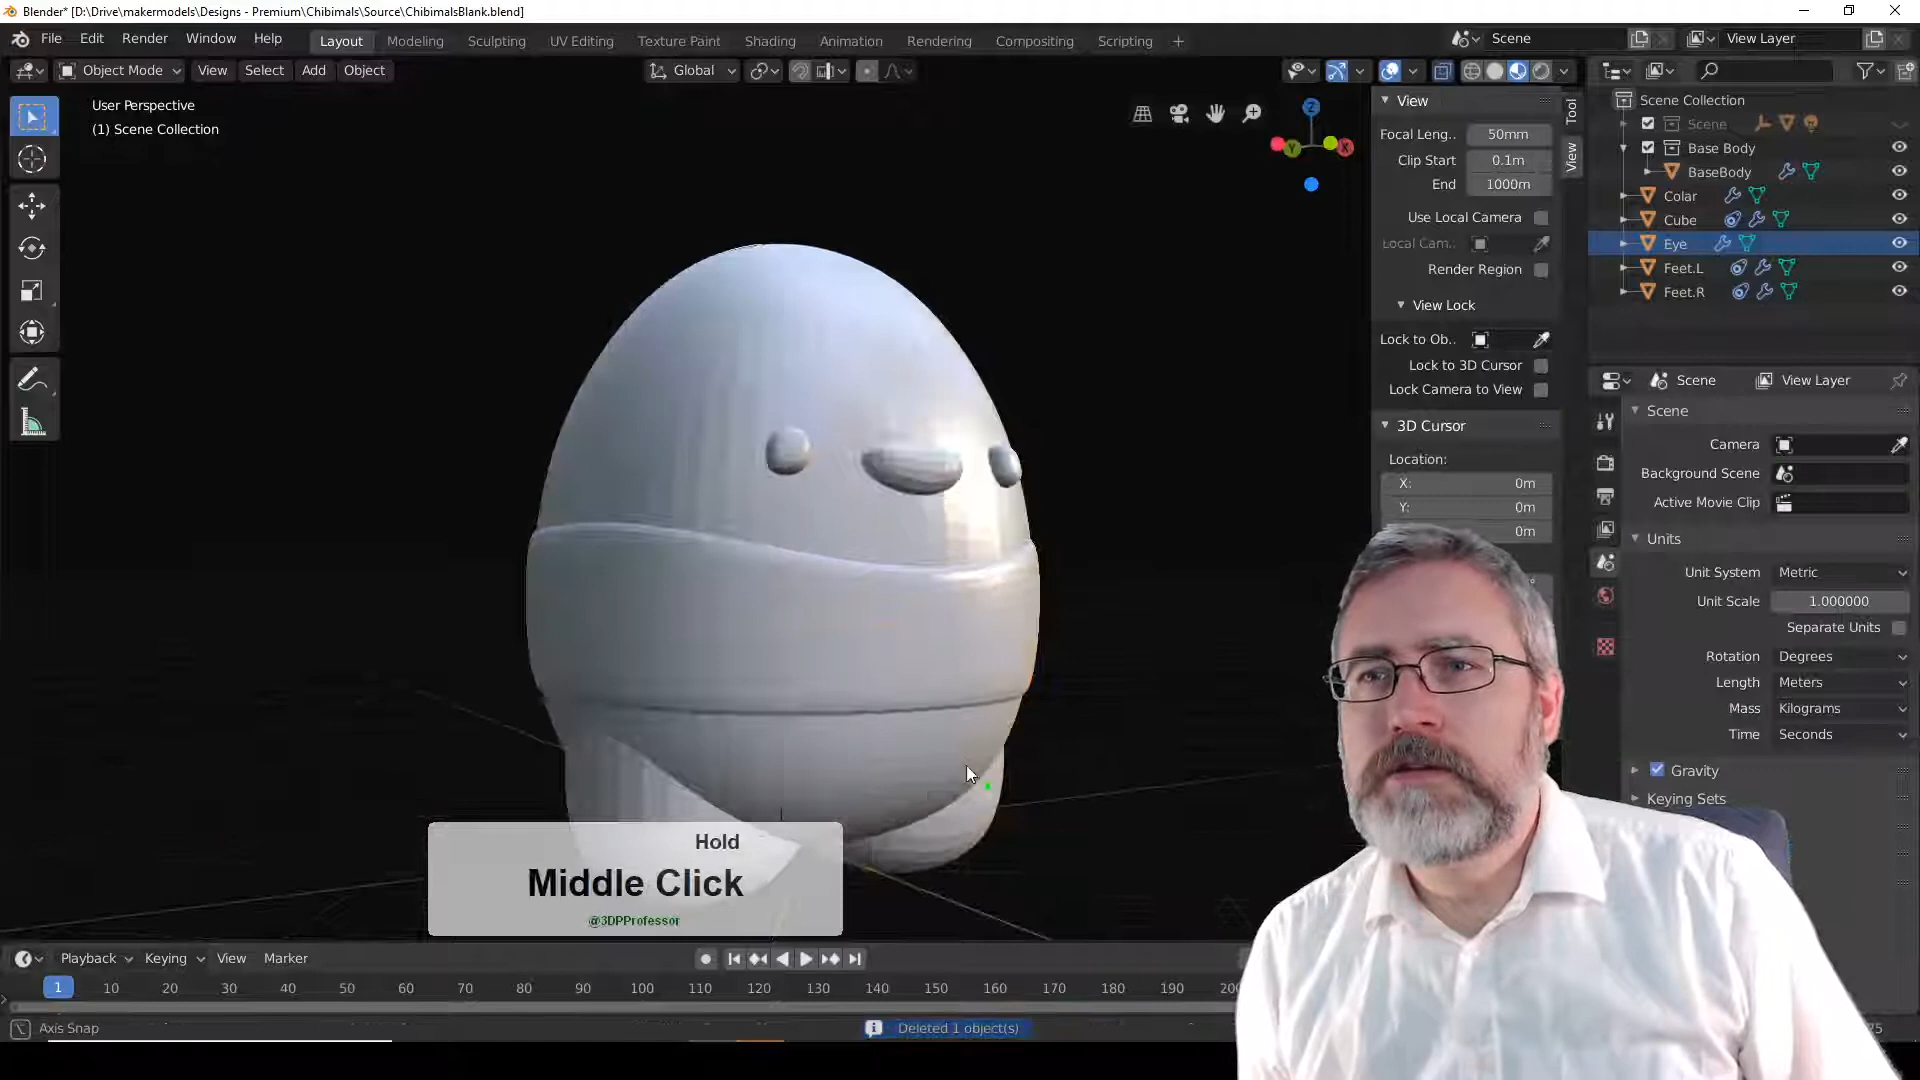 Blender* [D:\Drive\makermodels\Designs - Premium\Chibimals\Source\ChibimalsBlank.blend]
File Edit Render Window Help
Layout Modeling Sculpting UV Editing Texture Paint Shading Animation Rendering Compositing Scripting +
Scene
View Layer
Object Mode View Select Add Object
Global
User Perspective
(1) Scene Collection
Z
Y
X
Tool
View
View
Focal Leng.. 50mm
Clip Start 0.1m
End 1000m
Use Local Camera
Local Cam..
Render Region
View Lock
Lock to Ob..
Lock to 3D Cursor
Lock Camera to View
3D Cursor
Location:
X: 0m
Y: 0m
0m
Scene Collection
Scene
Base Body
BaseBody
Colar
Cube
Eye
Feet.L
Feet.R
Scene View Layer
Scene
Camera
Background Scene
Active Movie Clip
Units
Unit System Metric
Unit Scale 1.000000
Separate Units
Rotation Degrees
Length Meters
Mass Kilograms
Time Seconds
Gravity
Keying Sets
Hold
Middle Click
@3DPProfessor
Playback Keying View Marker
1 10 20 30 40 50 60 70 80 90 100 110 120 130 140 150 160 170 180 190
Axis Snap
Deleted 1 object(s)